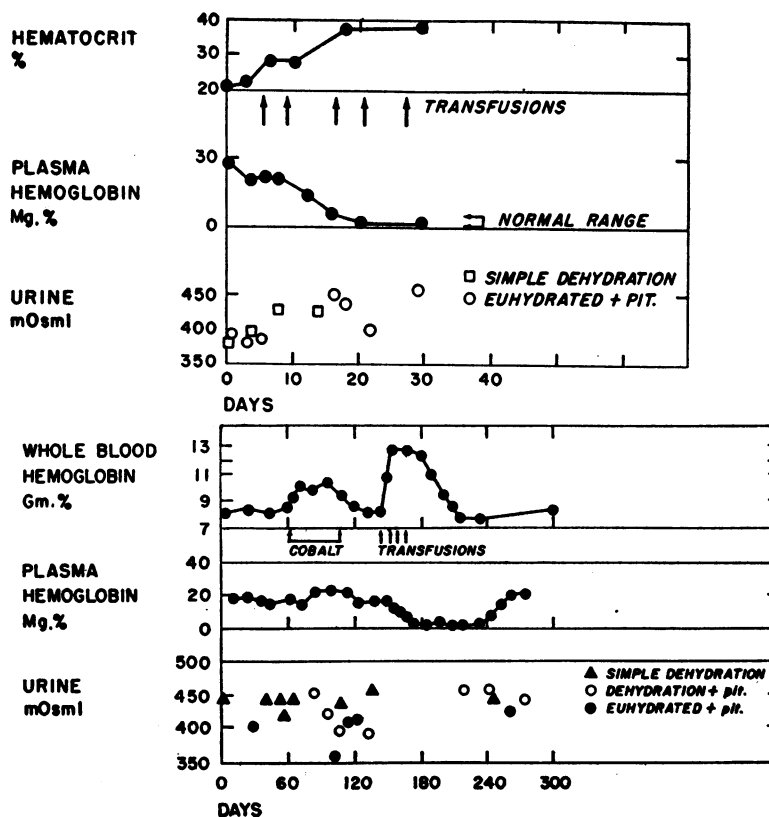 HEMATOCRIT
%
40
30
20
TRANSFUSIONS
PLASMA
HEMOGLOBIN
Mg.%
30
0
NORMAL RANGE
URINE
mOsml
450
400
350
SIMPLE DEHYDRATION
EUHYDRATED + PIT.
0 10 20 30 40
DAYS
WHOLE BLOOD
HEMOGLOBIN
Gm.%
13
11
9
7
COBALT
TRANSFUSIONS
PLASMA
HEMOGLOBIN
Mg.%
40
20
0
URINE
mOsml
500
450
400
350
SIMPLE DEHYDRATION
DEHYDRATION + pit.
EUHYDRATED + pit.
0 60 120 180 240 300
DAYS